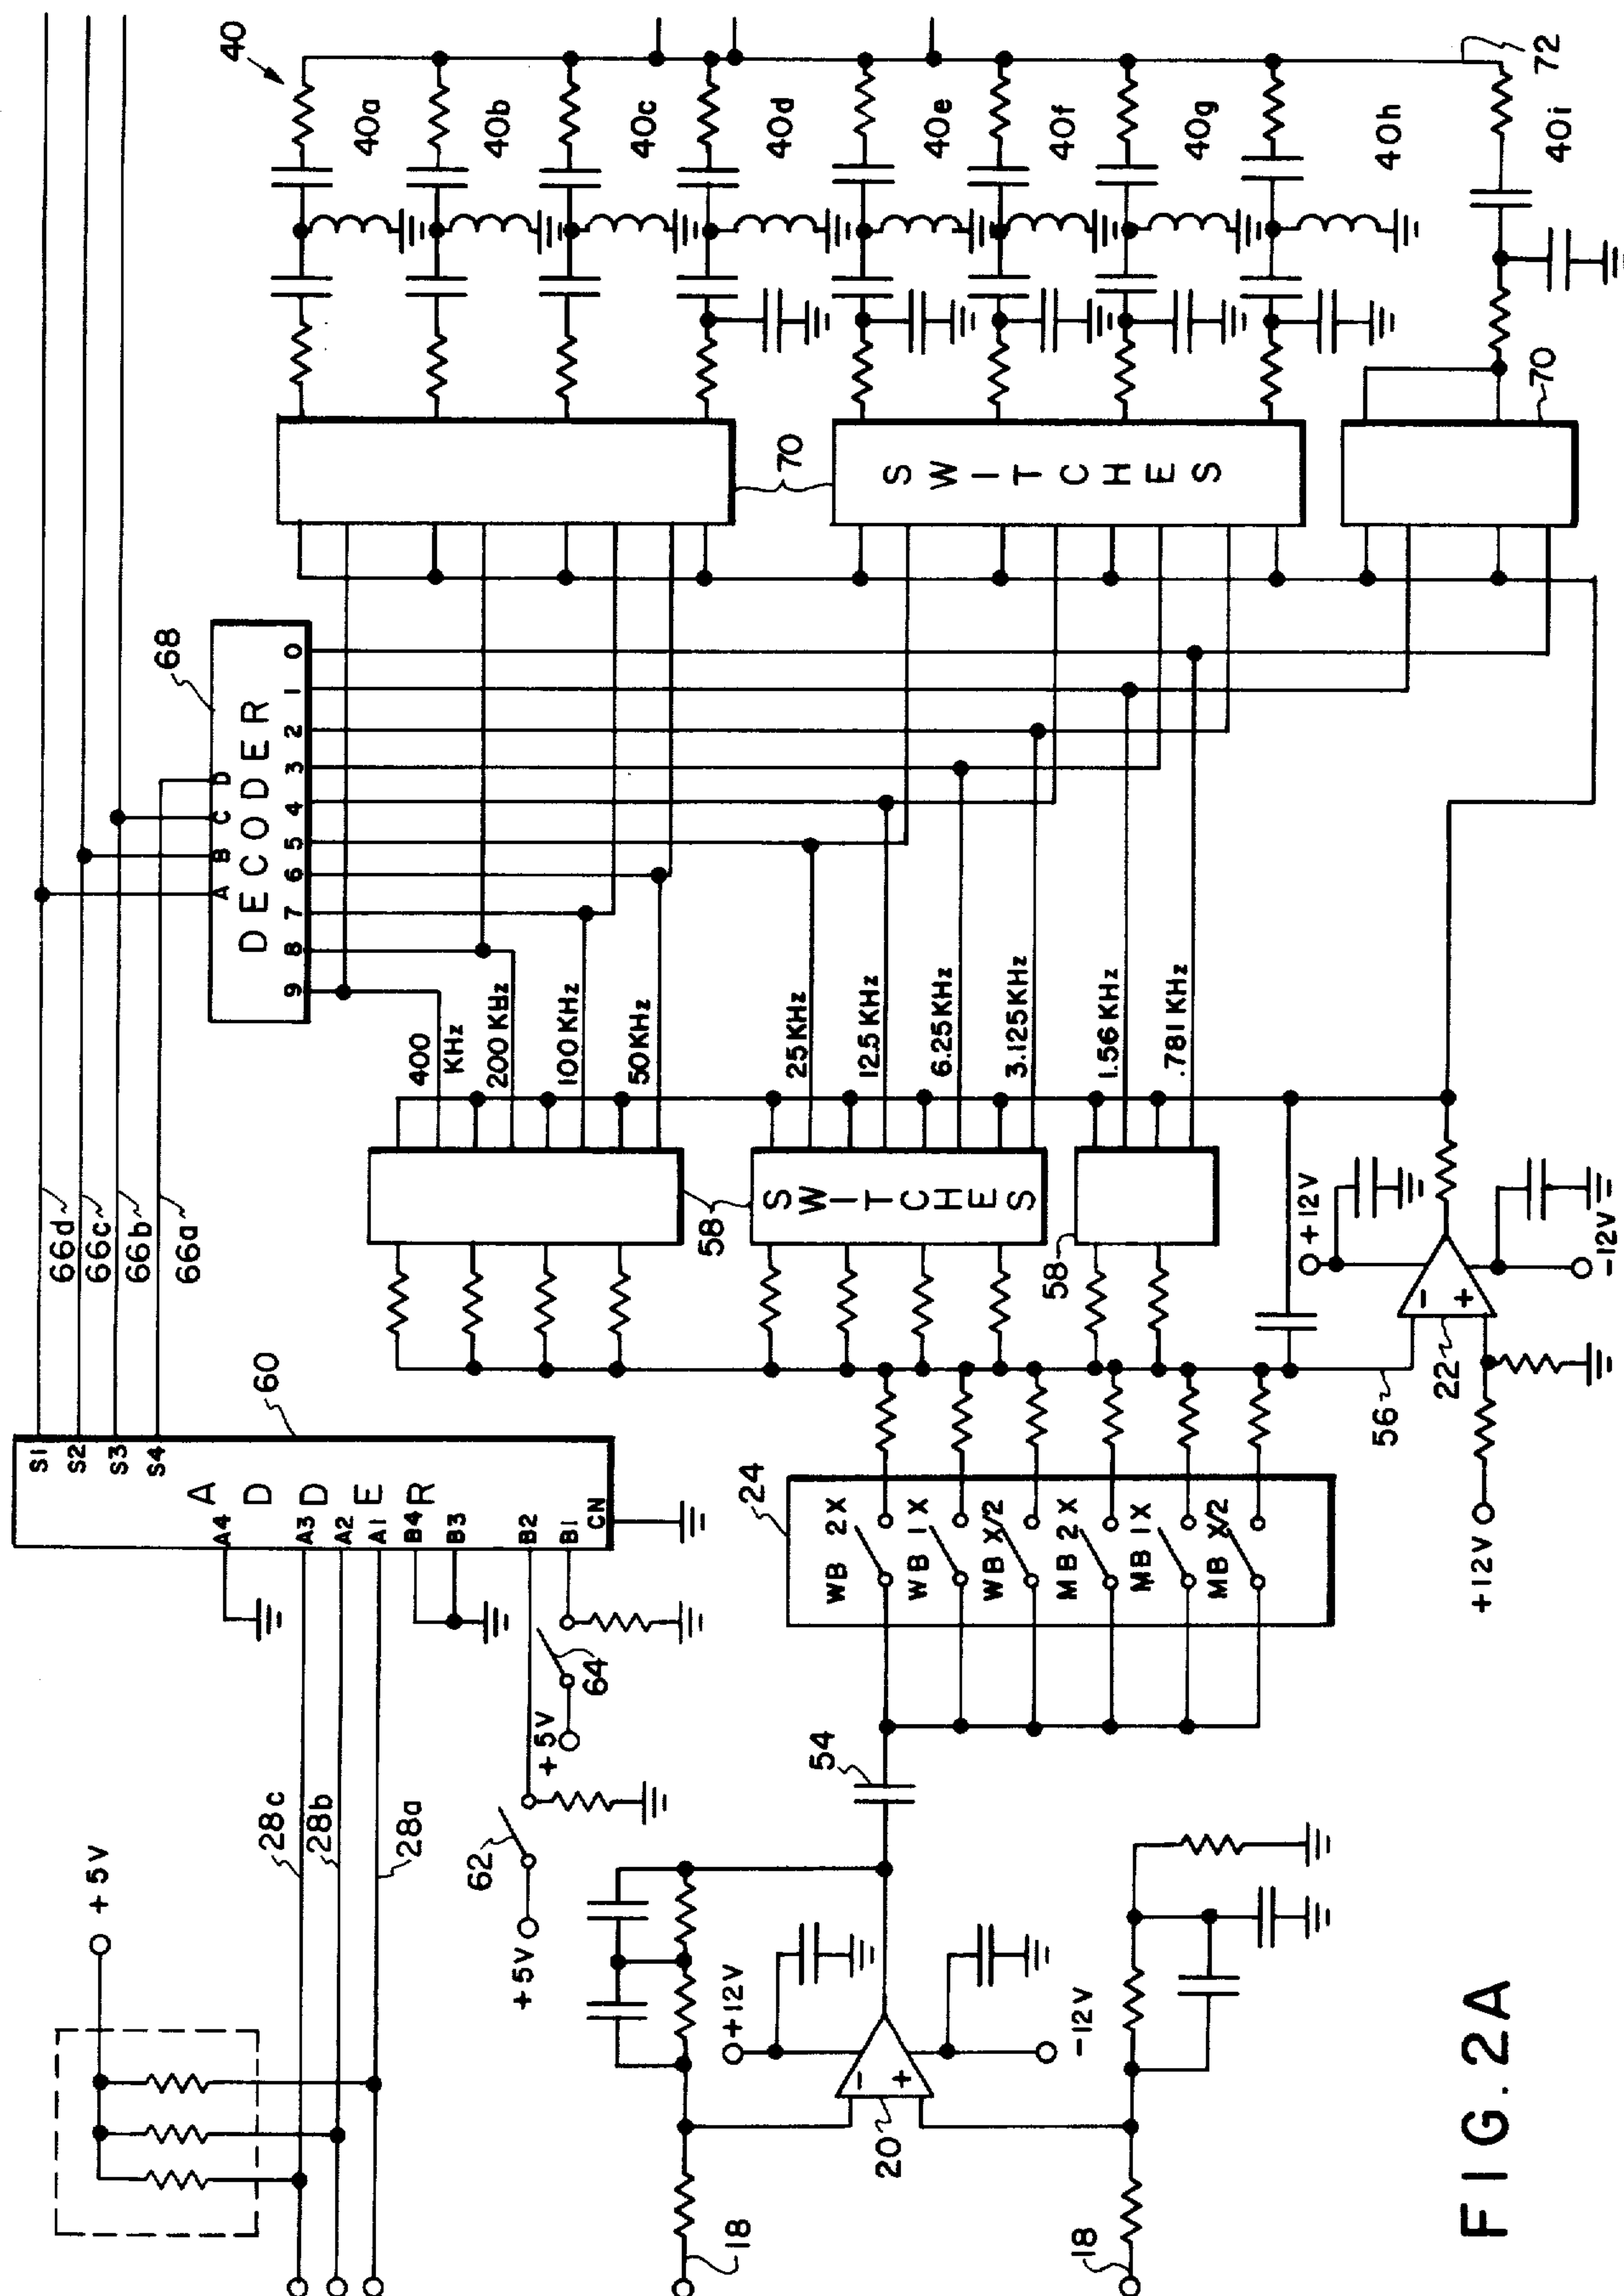 40
72
40a
40b
40c
40d
40e
40f
40g
40h
40i
70
SWITCHES
70
68
DECODER
A
B
C
D
9
8
7
6
5
4
3
2
1
0
66d
66c
66b
66a
400 KHz
200 KHz
100 KHz
50 KHz
25 KHz
12.5 KHz
6.25 KHz
3.125 KHz
1.56 KHz
.781 KHz
58
SWITCHES
58
+12V
-12V
-
+
22
56
+12V
60
S1
S2
S3
S4
ADDER
A4
A3
A2
A1
B4
B3
B2
B1
CN
24
WB 2X
WB 1X
WB X/2
MB 2X
MB 1X
MB X/2
64
+5V
62
+5V
54
28c
28b
28a
+5V
+12V
-12V
-
+
20
18
18
FIG. 2A